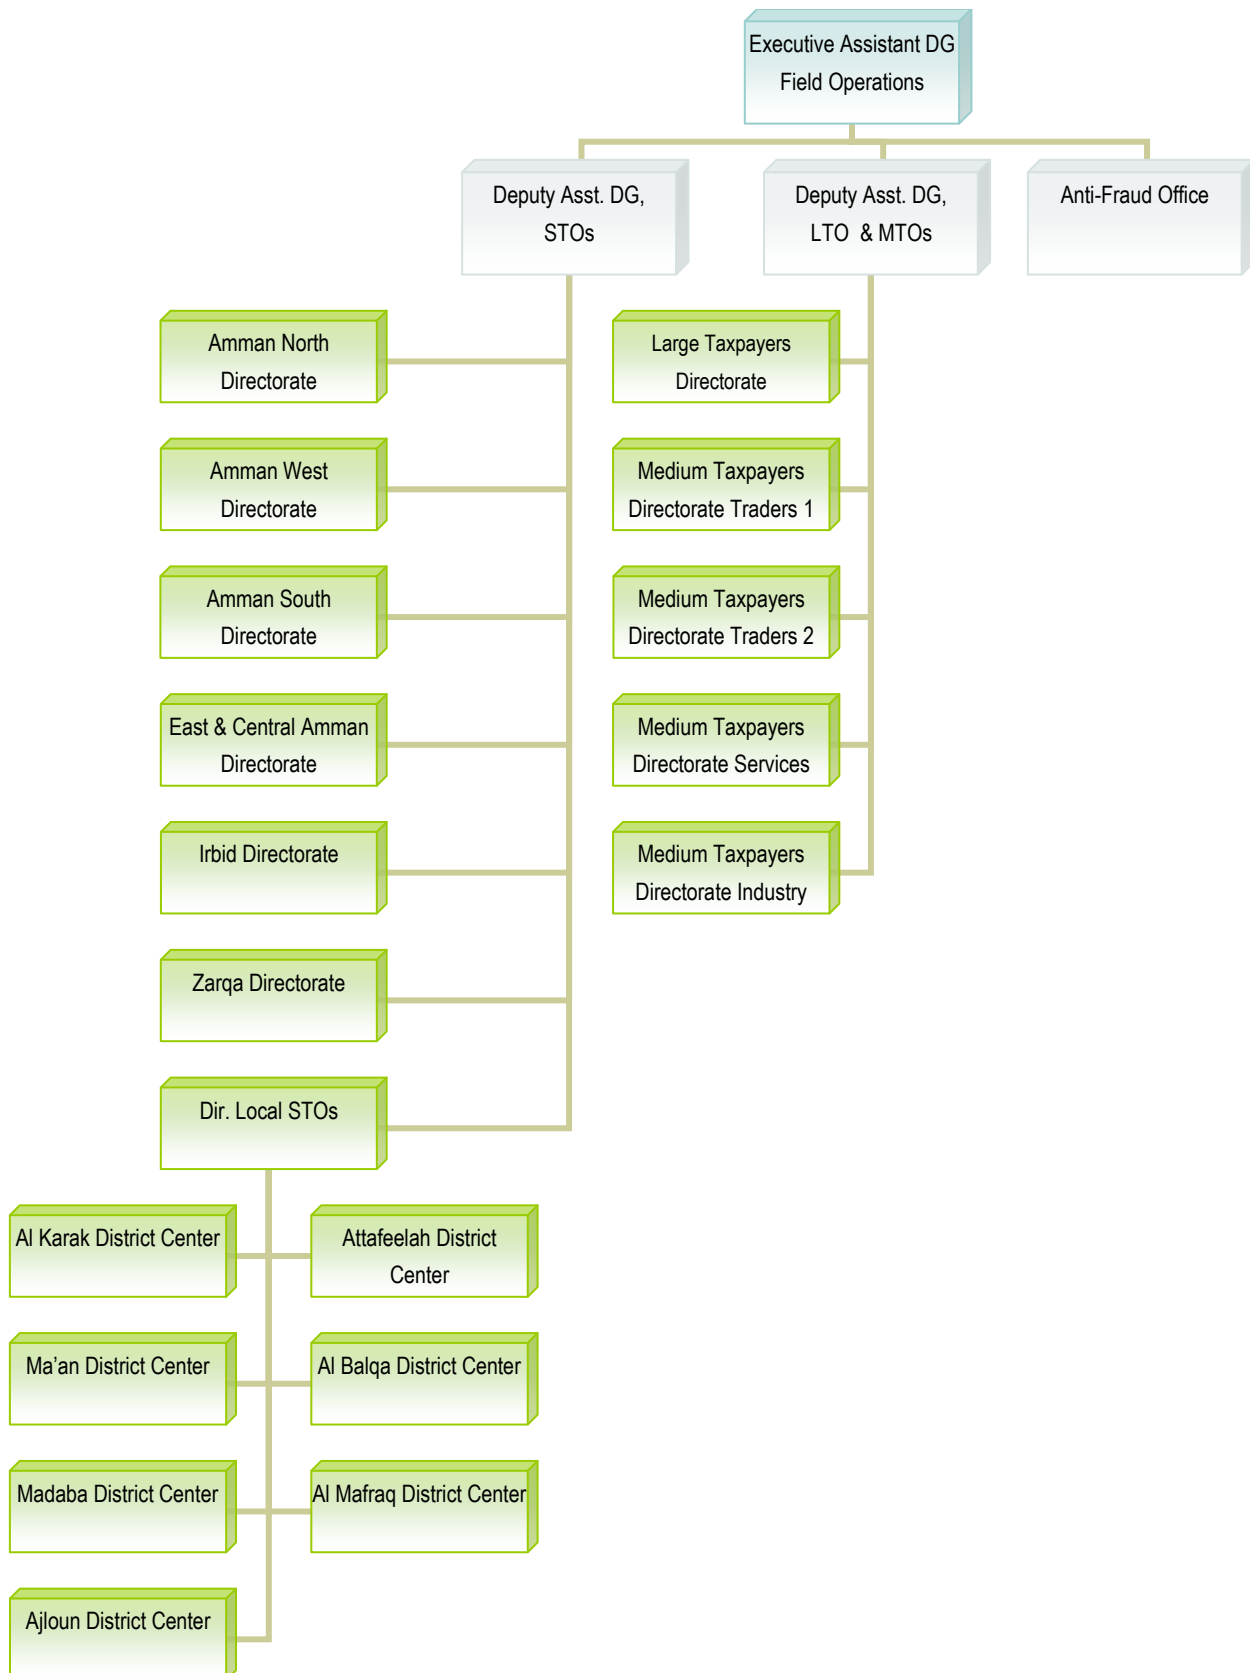 Executive Assistant DG
Field Operations
Deputy Asst. DG,
STOs
Deputy Asst. DG,
LTO & MTOs
Anti-Fraud Office
Amman North
Directorate
Large Taxpayers
Directorate
Amman West
Directorate
Medium Taxpayers
Directorate Traders 1
Amman South
Directorate
Medium Taxpayers
Directorate Traders 2
East & Central Amman
Directorate
Medium Taxpayers
Directorate Services
Irbid Directorate
Medium Taxpayers
Directorate Industry
Zarqa Directorate
Dir. Local STOs
Al Karak District Center
Attafeelah District
Center
Ma’an District Center
Al Balqa District Center
Madaba District Center
Al Mafraq District Center
Ajloun District Center